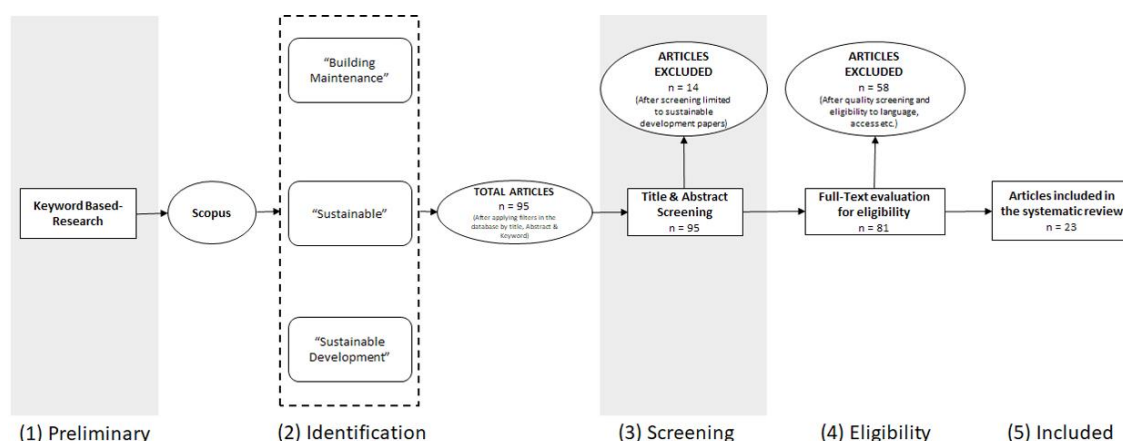 Keyword Based-
Research
Scopus
“Building
Maintenance”
“Sustainable”
“Sustainable
Development”
TOTAL ARTICLES
n = 95
(After applying filters in the
database by title, Abstract &
Keyword)
ARTICLES
EXCLUDED
n = 14
(After screening limited
to sustainable
development papers)
Title & Abstract
Screening
n = 95
ARTICLES
EXCLUDED
n = 58
(After quality screening and
eligibility to language,
access etc.)
Full-Text evaluation
for eligibility
n = 81
Articles included in
the systematic review
n = 23
(1) Preliminary
(2) Identification
(3) Screening
(4) Eligibility
(5) Included